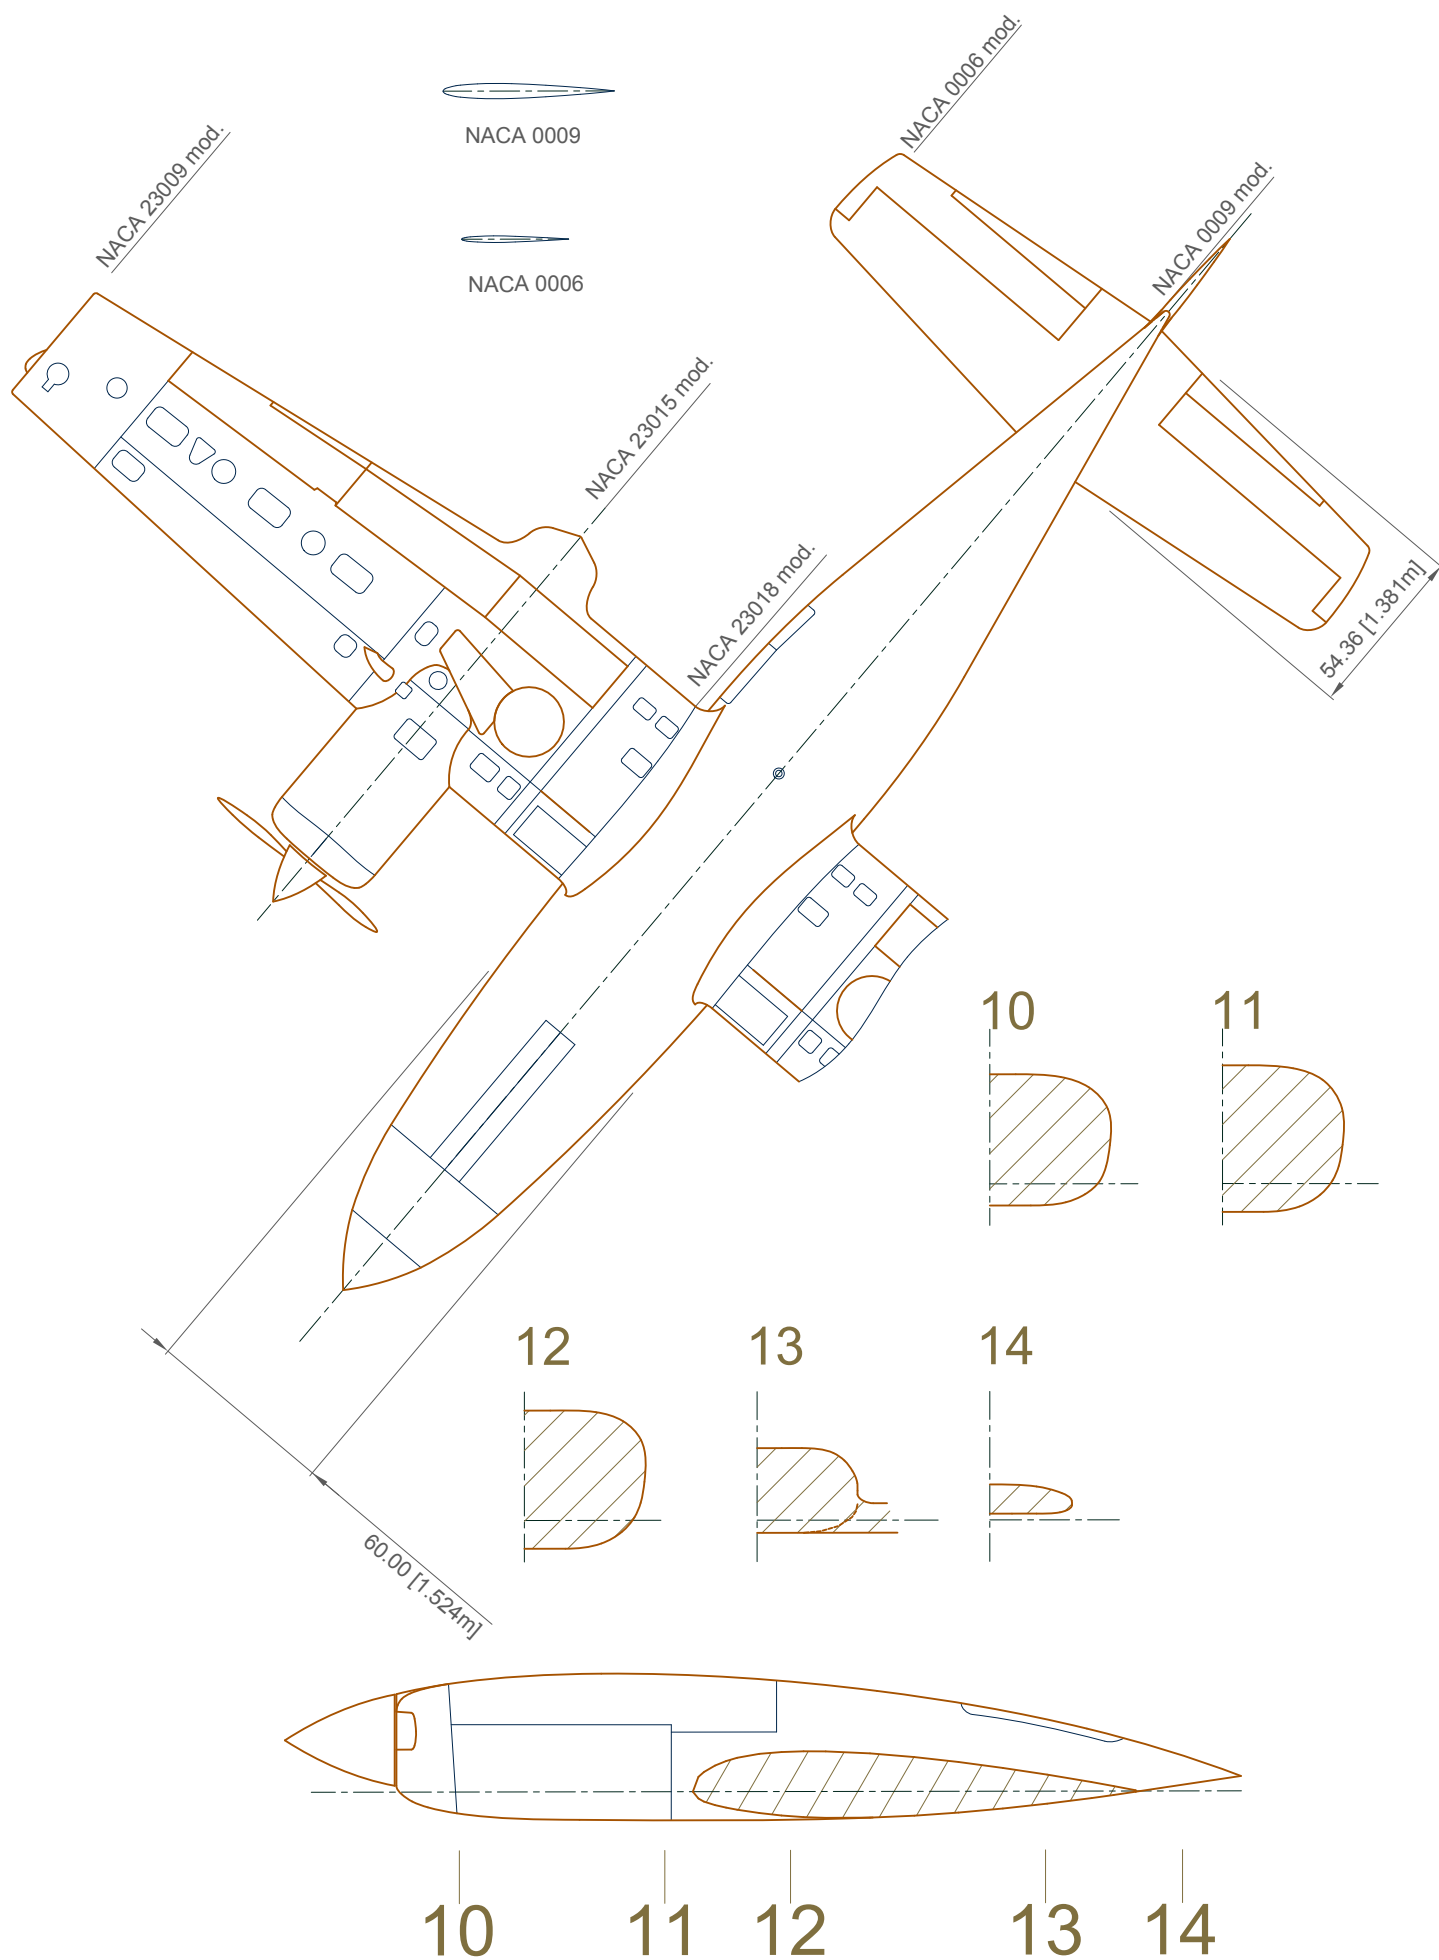 NACA 0006 mod.
NACA 0009
NACA 23009 mod.
NACA 0009 mod.
NACA 0006
NACA 23015 mod.
NACA 23018 mod.
54.36 [1.381m]
10
11
12
13
14
60.00 [1.524m]
10
11
12
13
14